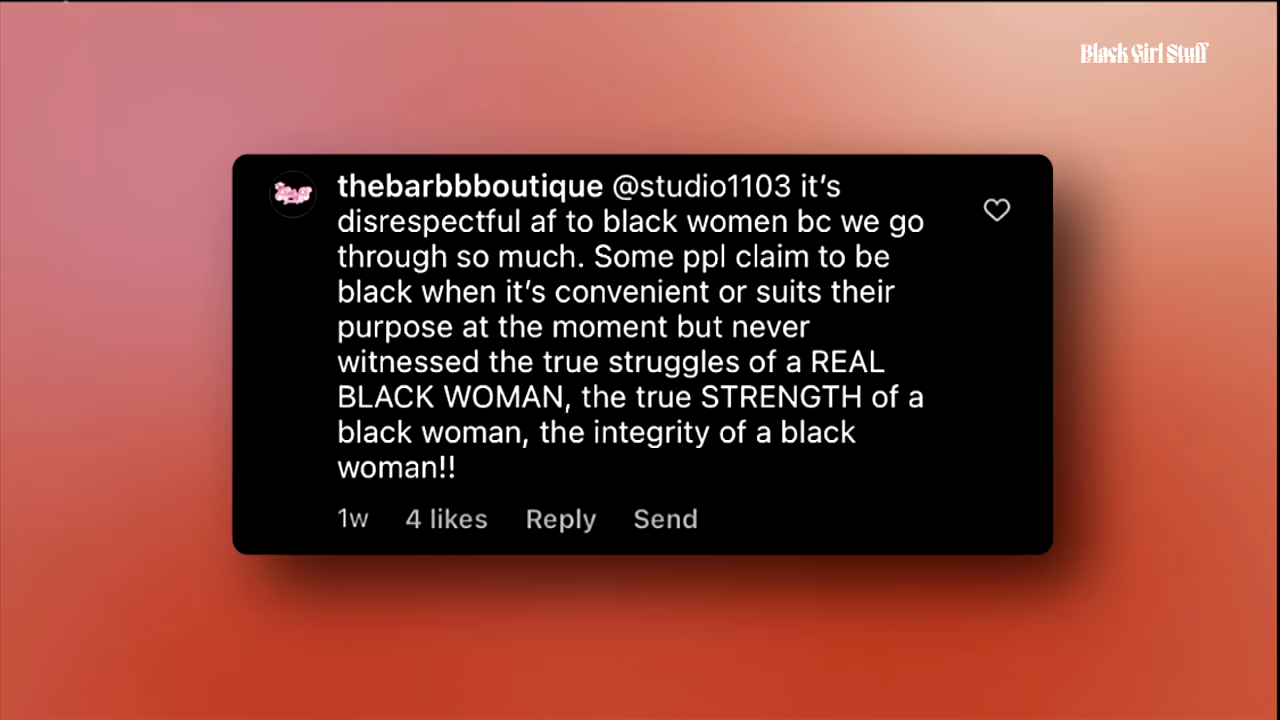 Black Girl Stuff
thebarbbboutique @studio1103 it’s
disrespectful af to black women bc we go
through so much. Some ppl claim to be
black when it’s convenient or suits their
purpose at the moment but never
witnessed the true struggles of a REAL
BLACK WOMAN, the true STRENGTH of a
black woman, the integrity of a black
woman!!
1w 4 likes Reply Send